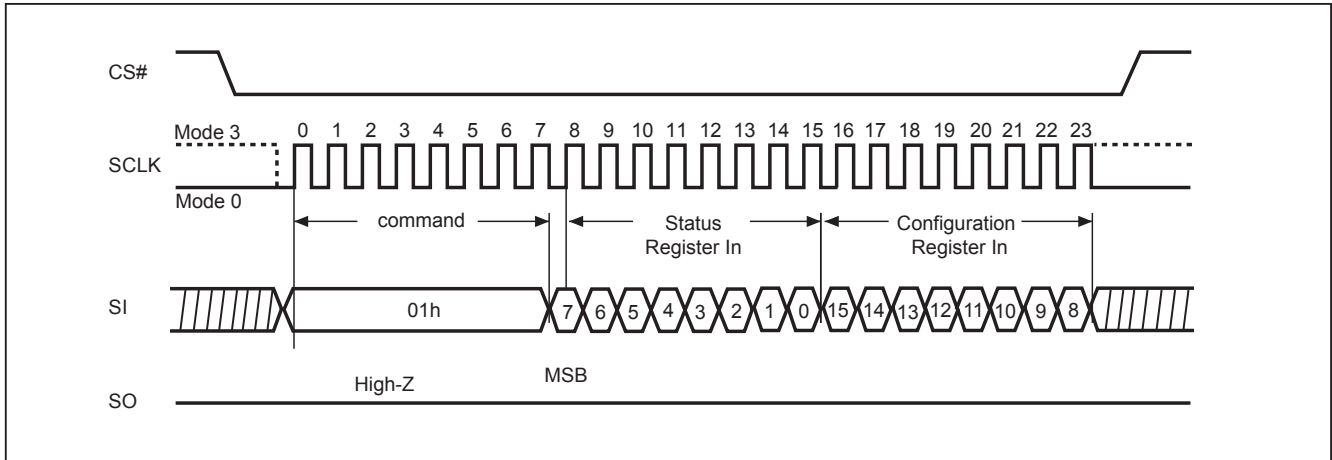 CS#
Mode 3
0 1 2 3 4 5 6 7 8 9 10 11 12 13 14 15 16 17 18 19 20 21 22 23
SCLK
Mode 0
command
Status
Register In
Configuration
Register In
SI
01h
7 6 5 4 3 2 1 0 15 14 13 12 11 10 9 8
High-Z
MSB
SO